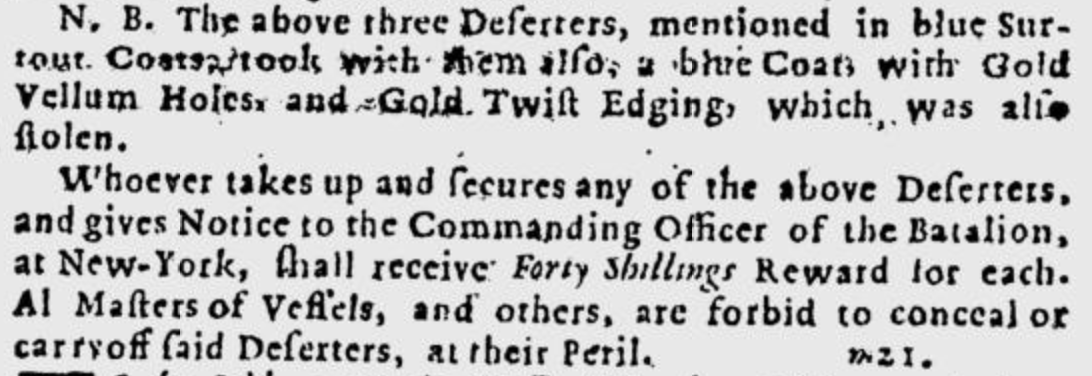 N. B. The above three Deſerters, mentioned in blue Sur-
tout Coats, took with them alſo, a blue Coat, with Gold
Vellum Holes, and Gold Twiſt Edging, which was alſo
ſtolen.
Whoever takes up and ſecures any of the above Deſerters,
and gives Notice to the Commanding Officer of the Batalion,
at New-York, ſhall receive Forty Shillings Reward for each.
Al Maſters of Veſſels, and others, are forbid to conceal or
carryoff ſaid Deſerters, at their Peril. m21.